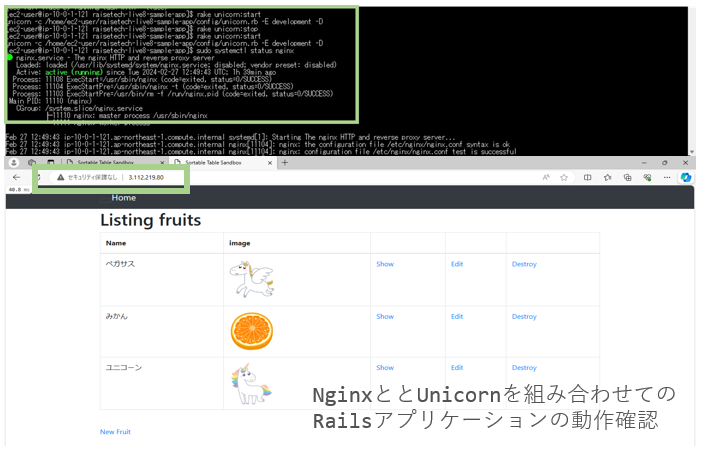 [ec2-user@ip-10-0-1-121 raisetech-live8-sample-app]$ rake unicorn:start
unicorn -c /home/ec2-user/raisetech-live8-sample-app/config/unicorn.rb -E development -D
[ec2-user@ip-10-0-1-121 raisetech-live8-sample-app]$ rake unicorn:stop
[ec2-user@ip-10-0-1-121 raisetech-live8-sample-app]$ rake unicorn:start
unicorn -c /home/ec2-user/raisetech-live8-sample-app/config/unicorn.rb -E development -D
[ec2-user@ip-10-0-1-121 raisetech-live8-sample-app]$ sudo systemctl status nginx
● nginx.service - The nginx HTTP and reverse proxy server
Loaded: loaded (/usr/lib/systemd/system/nginx.service; disabled; vendor preset: disabled)
Active: active (running) since Tue 2024-02-27 12:49:43 UTC; 1h 39min ago
Process: 11108 ExecStart=/usr/sbin/nginx (code=exited, status=0/SUCCESS)
Process: 11104 ExecStartPre=/usr/sbin/nginx -t (code=exited, status=0/SUCCESS)
Process: 11103 ExecStartPre=/usr/bin/rm -f /run/nginx.pid (code=exited, status=0/SUCCESS)
Main PID: 11110 (nginx)
CGroup: /system.slice/nginx.service
├─11110 nginx: master process /usr/sbin/nginx
Feb 27 12:49:43 ip-10-0-1-121.ap-northeast-1.compute.internal systemd[1]: Starting The nginx HTTP and reverse proxy server...
Feb 27 12:49:43 ip-10-0-1-121.ap-northeast-1.compute.internal nginx[11104]: nginx: the configuration file /etc/nginx/nginx.conf syntax is ok
Feb 27 12:49:43 ip-10-0-1-121.ap-northeast-1.compute.internal nginx[11104]: nginx: configuration file /etc/nginx/nginx.conf test is successful
Sortable Table Sandbox
Sortable Table Sandbox
セキュリティ保護なし | 3.112.219.80
40.8 ms
Home
Listing fruits
Name image
ペガサス Show Edit Destroy
みかん Show Edit Destroy
ユニコーン Show Edit Destroy
NginxととUnicornを組み合わせての
Railsアプリケーションの動作確認
New Fruit